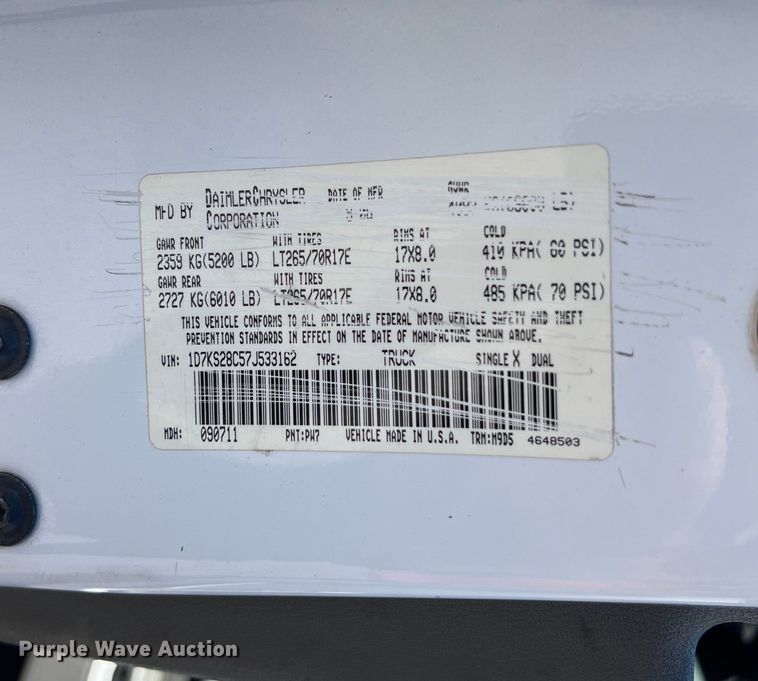 MFD BY DAIMLERCHRYSLER DATE OF MFR GVWR
CORPORATION
GAWR FRONT WITH TIRES RIMS AT COLD
2359 KG(5200 LB) LT265/70R17E 17X8.0 410 KPA( 60 PSI)
GAWR REAR WITH TIRES RIMS AT COLD
2727 KG(6010 LB) LT265/70R17E 17X8.0 485 KPA( 70 PSI)
THIS VEHICLE CONFORMS TO ALL APPLICABLE FEDERAL MOTOR VEHICLE SAFETY AND THEFT
PREVENTION STANDARDS IN EFFECT ON THE DATE OF MANUFACTURE SHOWN ABOVE.
VIN: 1D7KS28C57J533162 TYPE: TRUCK SINGLE X DUAL
MDH: 090711 PNT:PW7 VEHICLE MADE IN U.S.A. TRM:M9D5 4648503
Purple Wave Auction